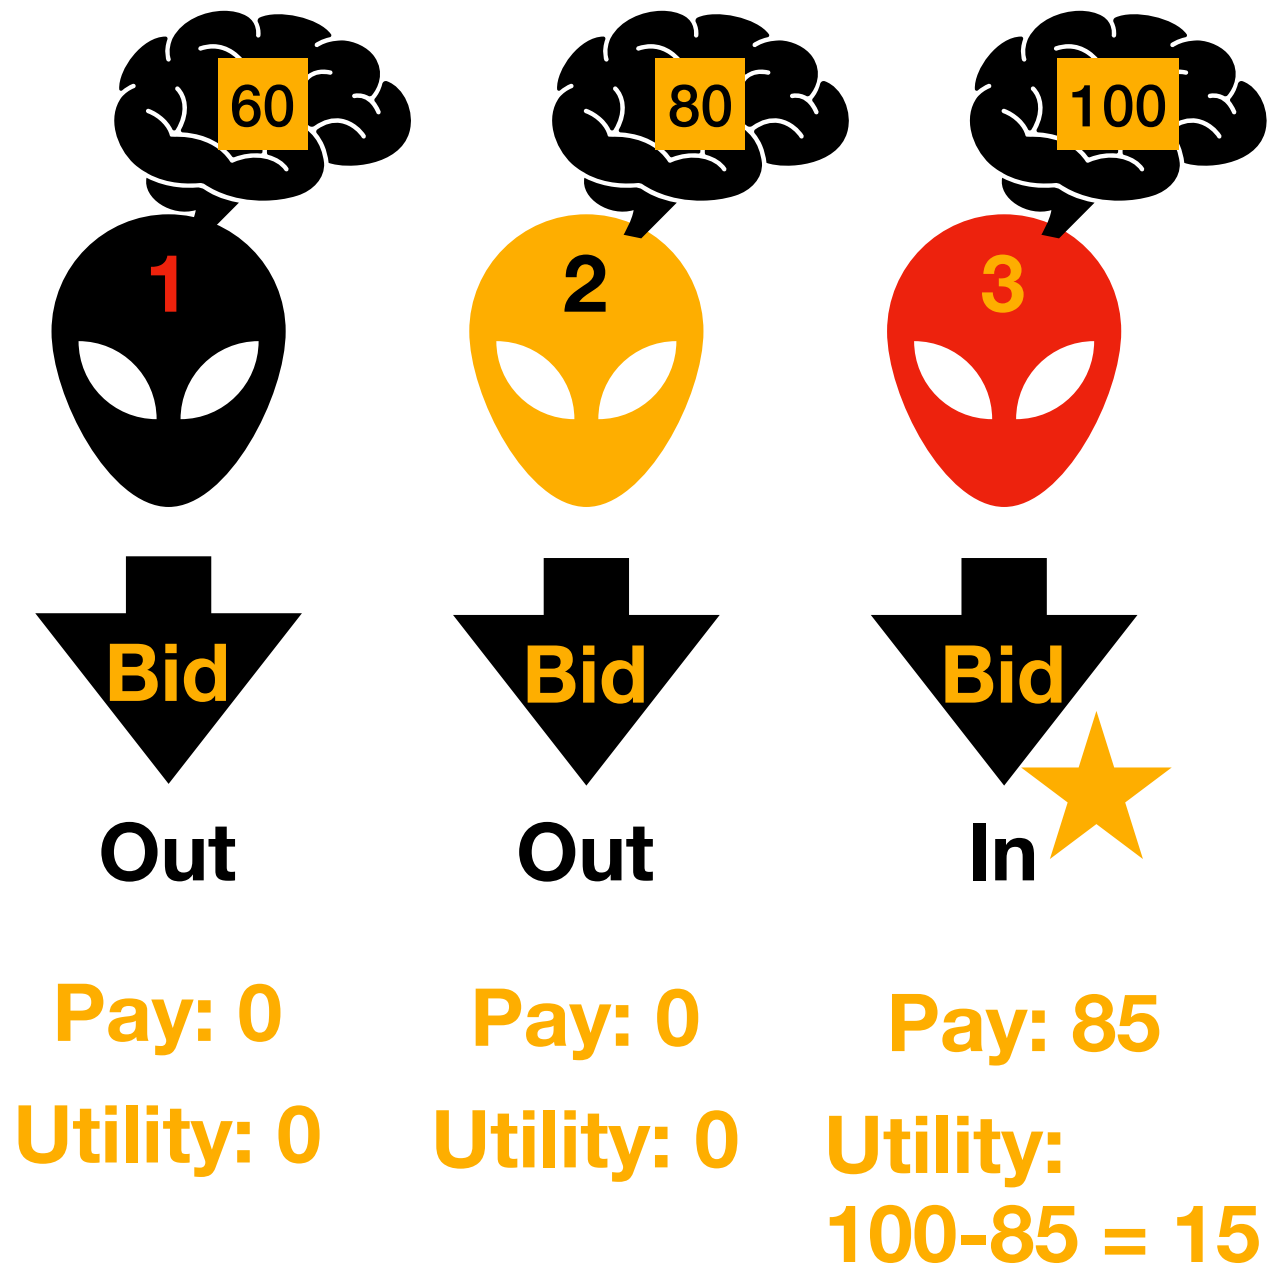 60
80
100
1
2
3
Bid
Bid
Bid
Out
Out
In
Pay: 0
Pay: 0
Pay: 85
Utility: 0
Utility: 0
Utility:
100-85 = 15